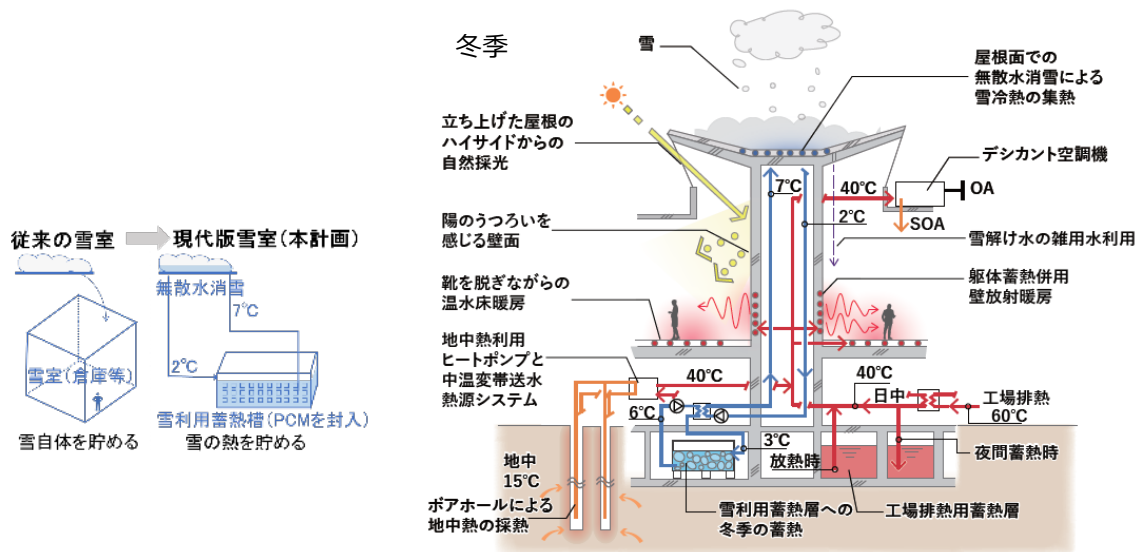 従来の雪室
現代版雪室(本計画)
無散水消雪
7℃
2℃
雪室(倉庫等)
雪利用蓄熱槽(PCMを封入)
雪自体を貯める
雪の熱を貯める
冬季
雪
屋根面での
無散水消雪による
雪冷熱の集熱
立ち上げた屋根の
ハイサイドからの
自然採光
デシカント空調機
7℃
40℃
OA
2℃
SOA
陽のうつろいを
感じる壁面
雪解け水の雑用水利用
靴を脱ぎながらの
温水床暖房
躯体蓄熱併用
壁放射暖房
地中熱利用
ヒートポンプと
中温変帯送水
熱源システム
40℃
40℃
日中
工場排熱
60℃
6℃
3℃
放熱時
夜間蓄熱時
地中
15℃
ボアホールによる
地中熱の採熱
雪利用蓄熱層への
冬季の蓄熱
工場排熱用蓄熱層